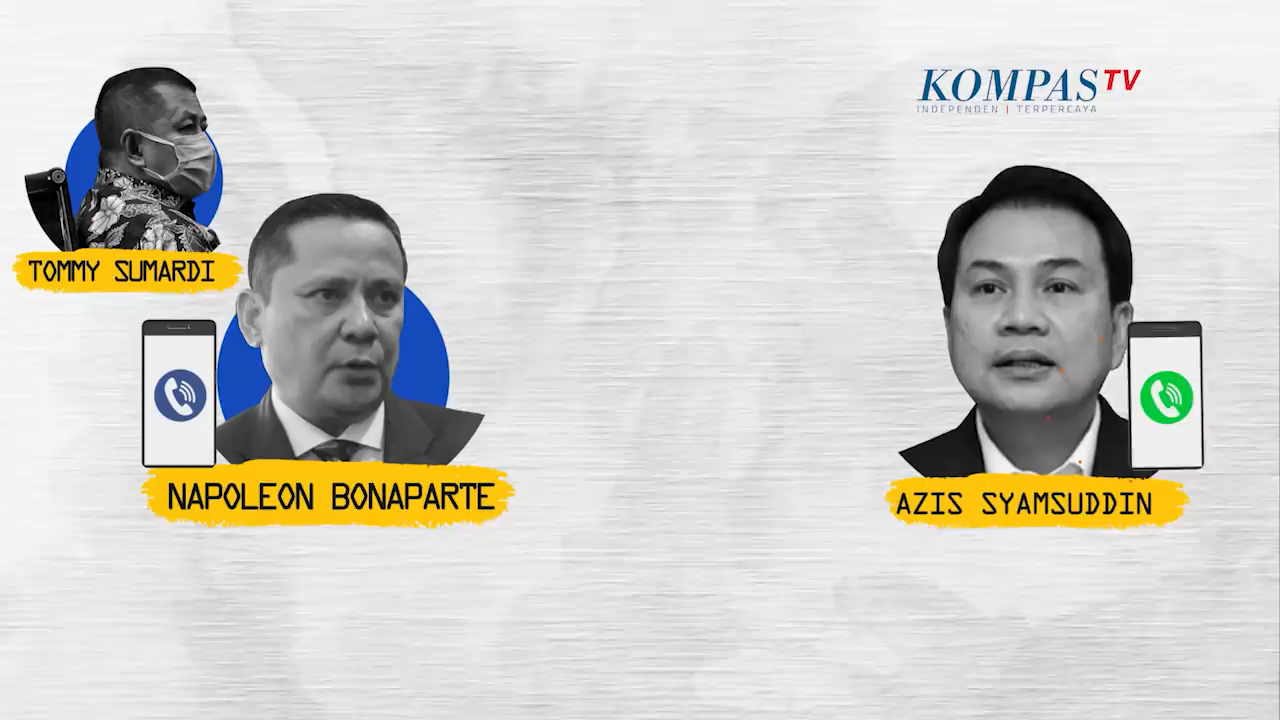 KOMPAS TV
INDEPENDEN | TERPERCAYA
TOMMY SUMARDI
NAPOLEON BONAPARTE
AZIS SYAMSUDDIN